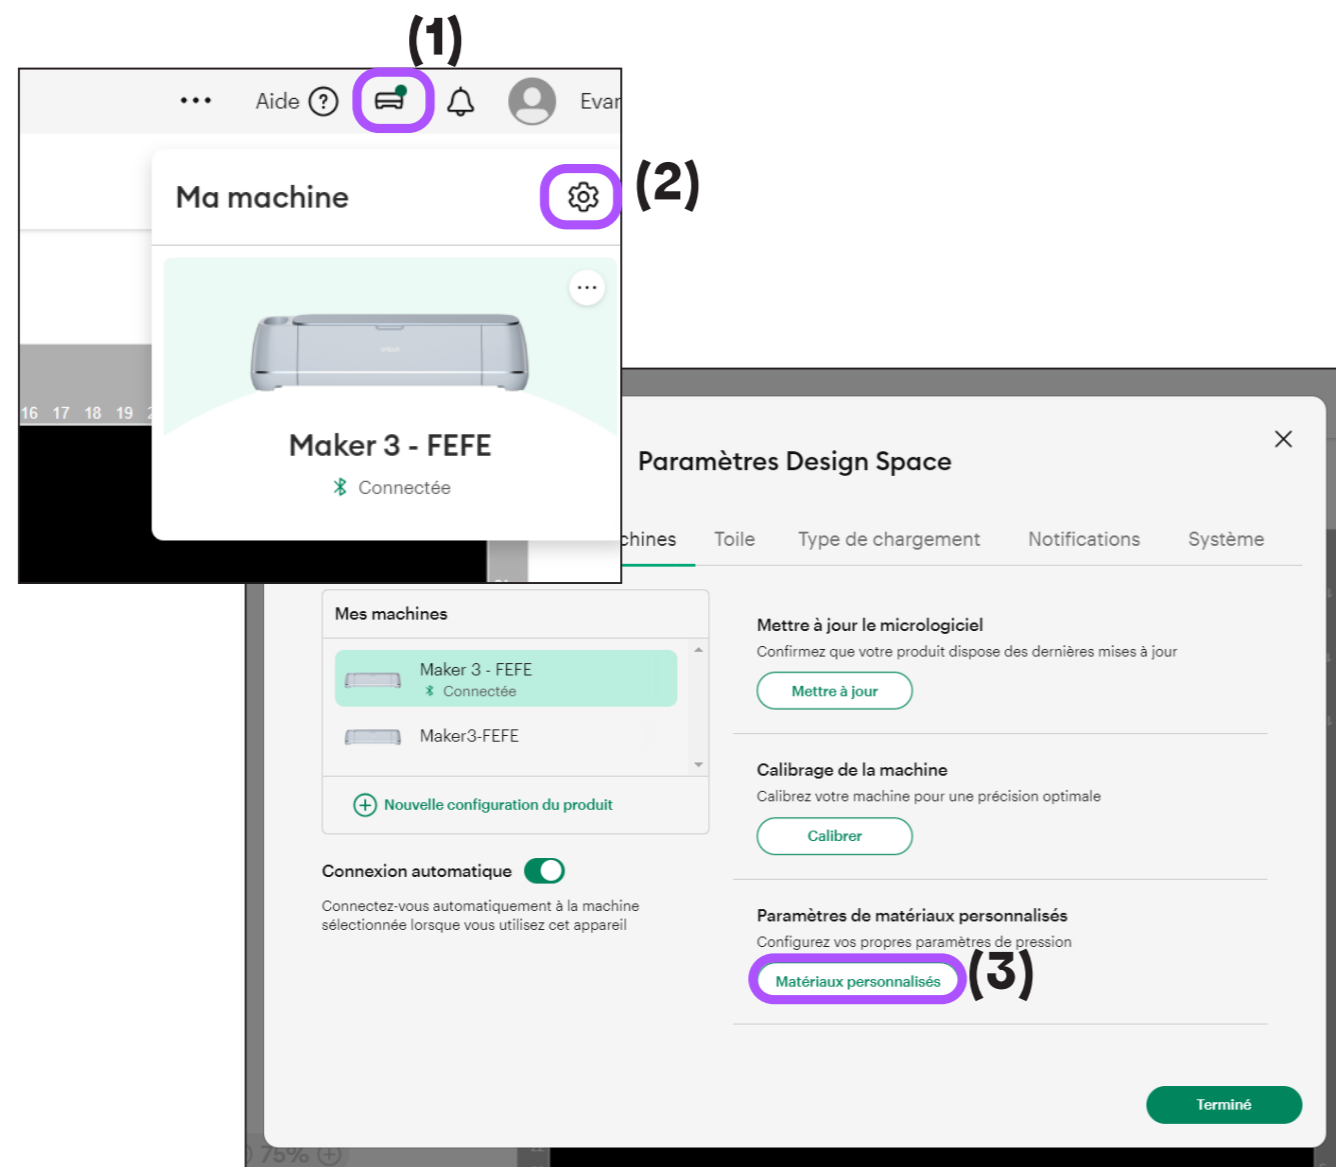 (1)
Aide
Evan
Ma machine
(2)
16 17 18 19 2
Maker 3 - FEFE
Connectée
Paramètres Design Space
chines Toile Type de chargement Notifications Système
Mes machines
Maker 3 - FEFE
Connectée
Maker3-FEFE
Nouvelle configuration du produit
Connexion automatique
Connectez-vous automatiquement à la machine
sélectionnée lorsque vous utilisez cet appareil
Mettre à jour le micrologiciel
Confirmez que votre produit dispose des dernières mises à jour
Mettre à jour
Calibrage de la machine
Calibrez votre machine pour une précision optimale
Calibrer
Paramètres de matériaux personnalisés
Configurez vos propres paramètres de pression
Matériaux personnalisés
(3)
Terminé
75%
22